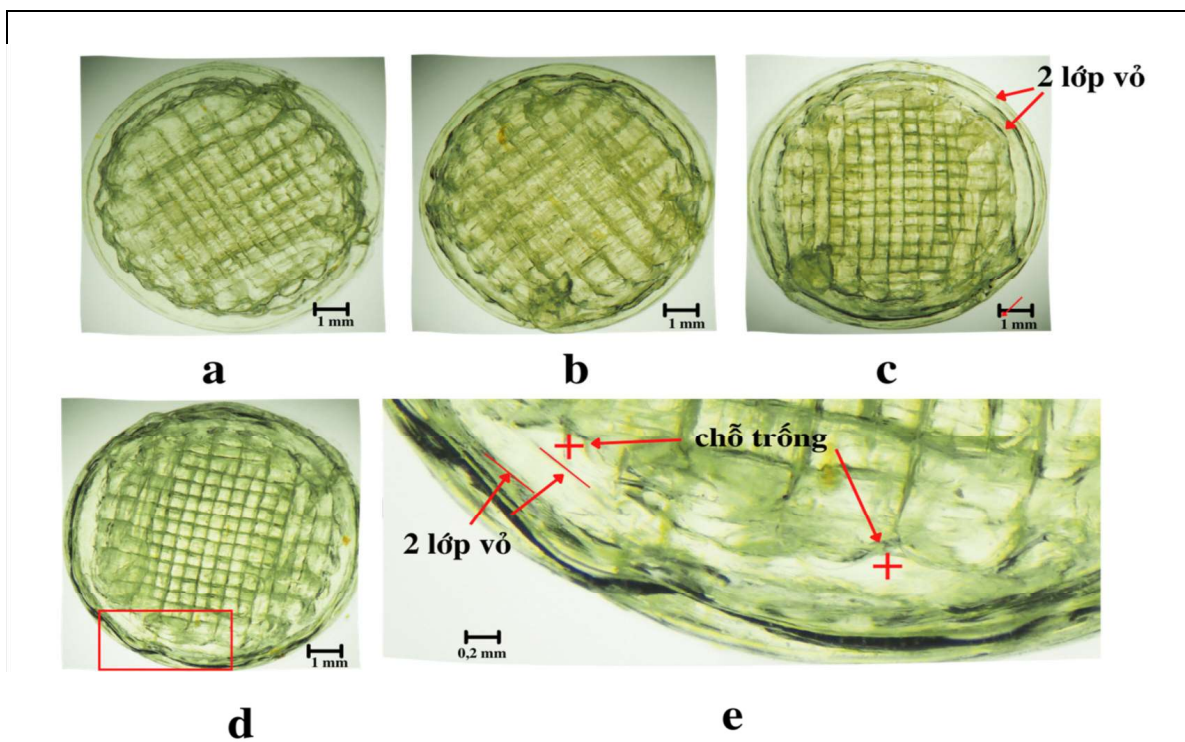 2 lớp vỏ
1 mm
1 mm
1 mm
a
b
c
chỗ trống
2 lớp vỏ
1 mm
0,2 mm
d
e